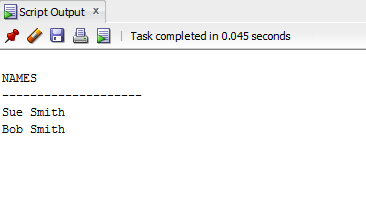 Script Output x
Task completed in 0.045 seconds
NAMES
--------------------
Sue Smith
Bob Smith